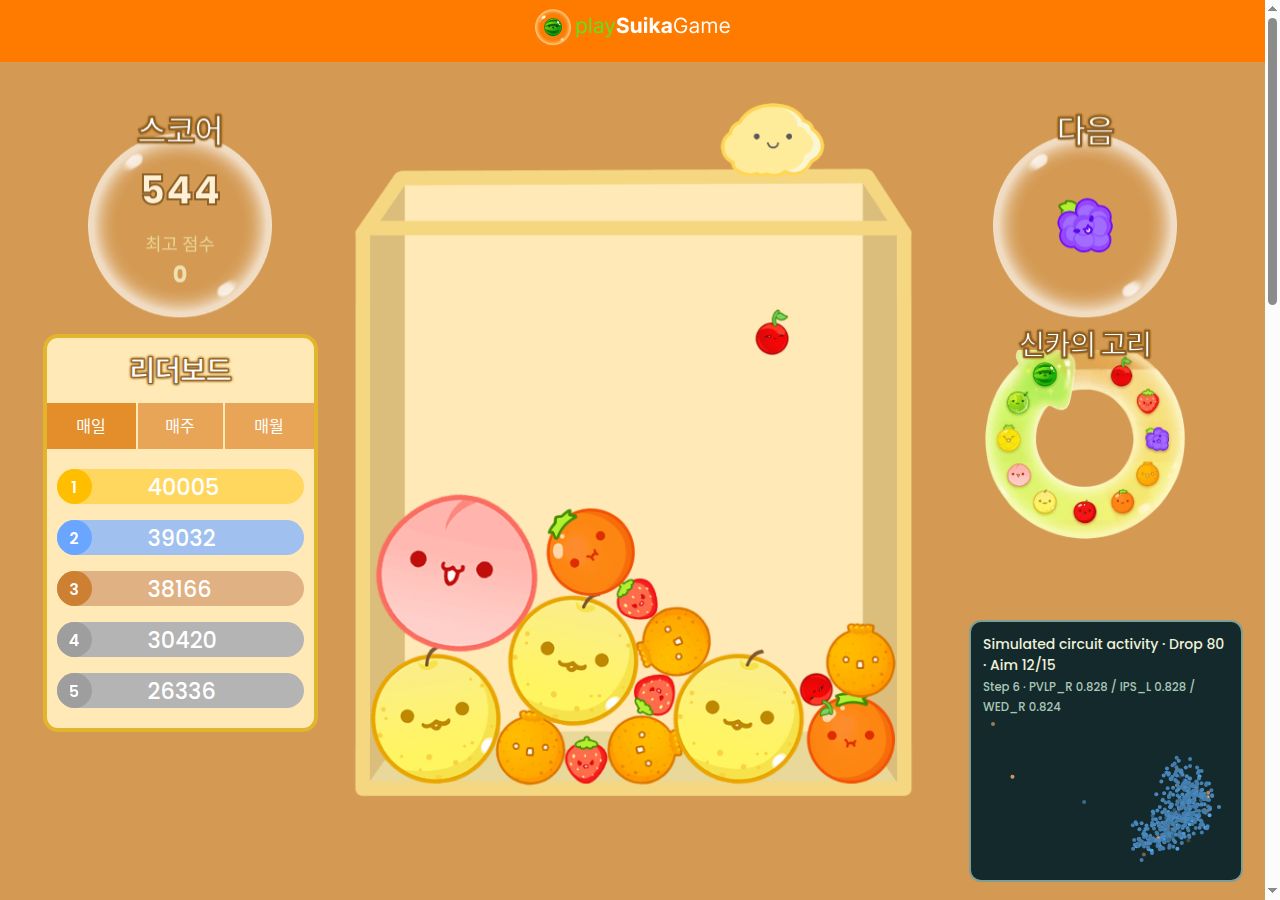 playSuikaGame
스코어
544
최고 점수
0
다음
신카의 고리
리더보드
매일 매주 매월
1 40005
2 39032
3 38166
4 30420
5 26336
Simulated circuit activity · Drop 80
· Aim 12/15
Step 6 · PVLP_R 0.828 / IPS_L 0.828 /
WED_R 0.824